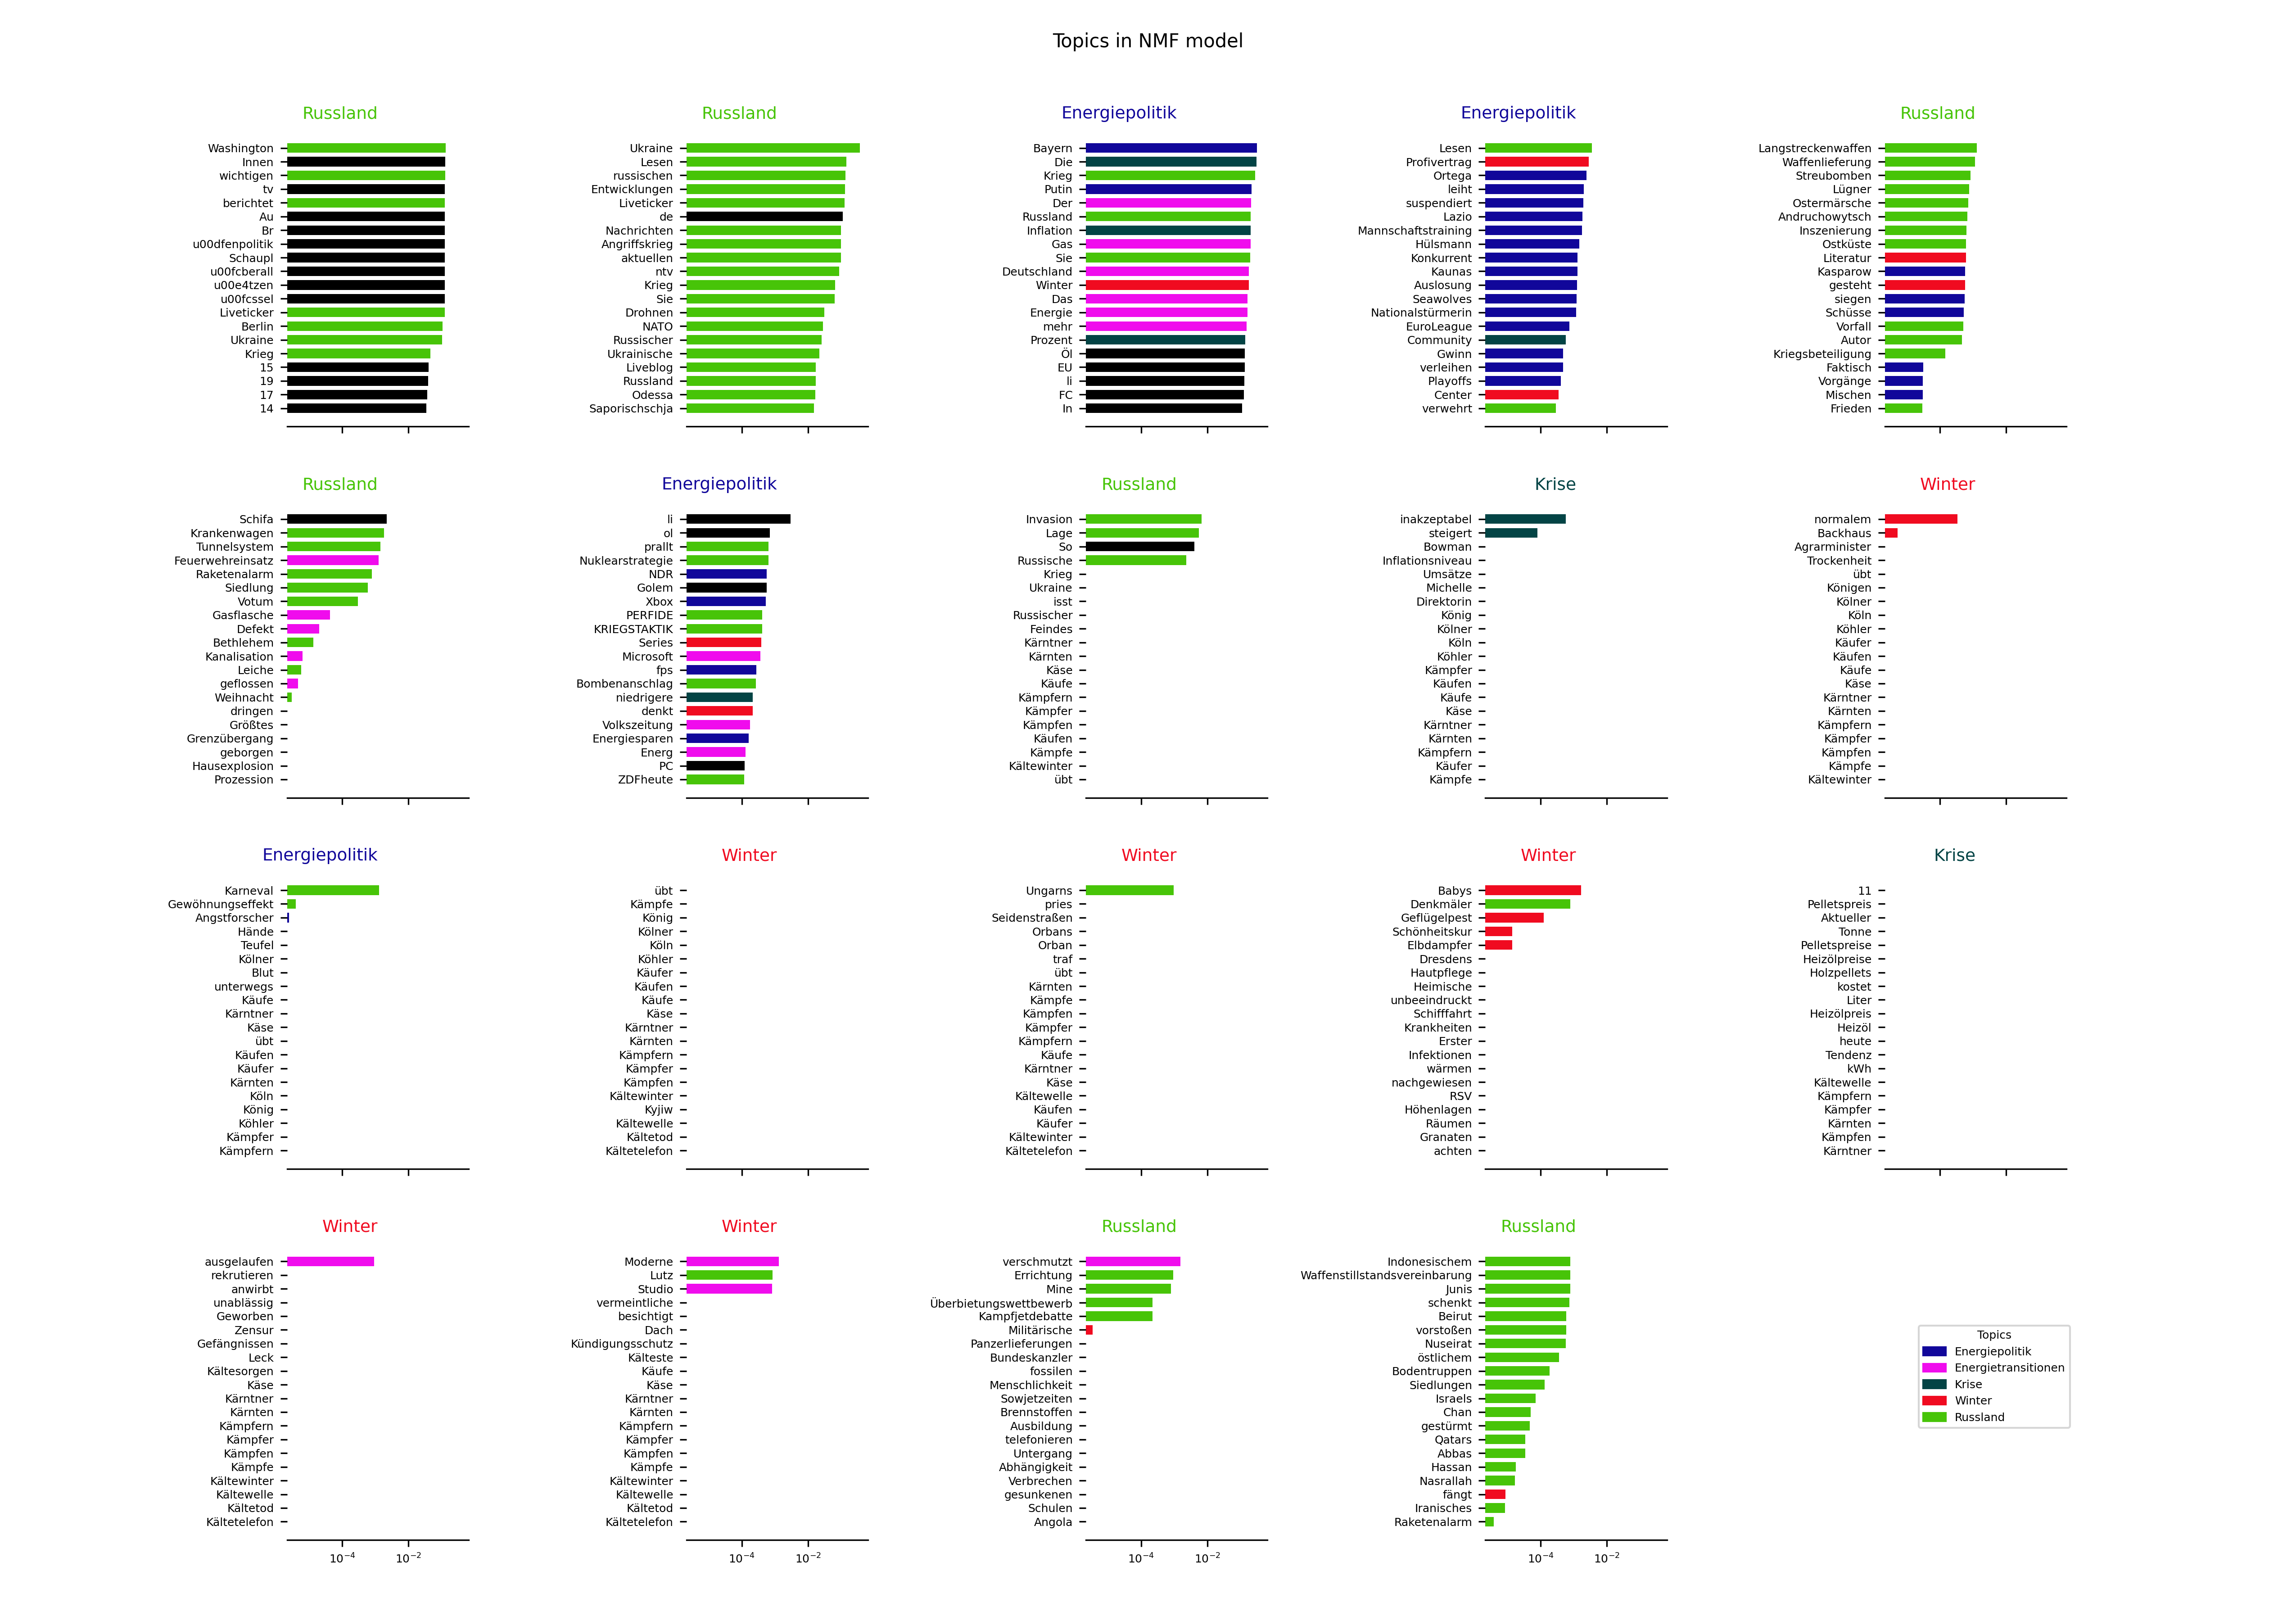 Topics in NMF model
Russland
Washington
Innen
wichtigen
tv
berichtet
Au
Br
u00dfenpolitik
Schaupl
u00fcberall
u00e4tzen
u00fcssel
Liveticker
Berlin
Ukraine
Krieg
15
19
17
14
Russland
Ukraine
Lesen
russischen
Entwicklungen
Liveticker
de
Nachrichten
Angriffskrieg
aktuellen
ntv
Krieg
Sie
Drohnen
NATO
Russischer
Ukrainische
Liveblog
Russland
Odessa
Saporischschja
Energiepolitik
Bayern
Die
Krieg
Putin
Der
Russland
Inflation
Gas
Sie
Deutschland
Winter
Das
Energie
mehr
Prozent
Öl
EU
li
FC
In
Energiepolitik
Lesen
Profivertrag
Ortega
leiht
suspendiert
Lazio
Mannschaftstraining
Hülsmann
Konkurrent
Kaunas
Auslosung
Seawolves
Nationalstürmerin
EuroLeague
Community
Gwinn
verleihen
Playoffs
Center
verwehrt
Russland
Langstreckenwaffen
Waffenlieferung
Streubomben
Lügner
Ostermärsche
Andruchowytsch
Inszenierung
Ostküste
Literatur
Kasparow
gesteht
siegen
Schüsse
Vorfall
Autor
Kriegsbeteiligung
Faktisch
Vorgänge
Mischen
Frieden
Russland
Schifa
Krankenwagen
Tunnelsystem
Feuerwehreinsatz
Raketenalarm
Siedlung
Votum
Gasflasche
Defekt
Bethlehem
Kanalisation
Leiche
geflossen
Weihnacht
dringen
Größtes
Grenzübergang
geborgen
Hausexplosion
Prozession
Energiepolitik
li
ol
prallt
Nuklearstrategie
NDR
Golem
Xbox
PERFIDE
KRIEGSTAKTIK
Series
Microsoft
fps
Bombenanschlag
niedrigere
denkt
Volkszeitung
Energiesparen
Energ
PC
ZDFheute
Russland
Invasion
Lage
So
Russische
Krieg
Ukraine
isst
Russischer
Feindes
Kärntner
Kärnten
Käse
Käufe
Kämpfern
Kämpfer
Kämpfen
Käufen
Kämpfe
Kältewinter
übt
Krise
inakzeptabel
steigert
Bowman
Inflationsniveau
Umsätze
Michelle
Direktorin
König
Kölner
Köln
Köhler
Kämpfer
Käufen
Käufe
Käse
Kärntner
Kärnten
Kämpfern
Käufer
Kämpfe
Winter
normalem
Backhaus
Agrarminister
Trockenheit
übt
Königen
Kölner
Köln
Köhler
Käufer
Käufen
Käufe
Käse
Kärntner
Kärnten
Kämpfern
Kämpfer
Kämpfen
Kämpfe
Kältewinter
Energiepolitik
Karneval
Gewöhnungseffekt
Angstforscher
Hände
Teufel
Kölner
Blut
unterwegs
Käufe
Kärntner
Käse
übt
Käufen
Käufer
Kärnten
Köln
König
Köhler
Kämpfer
Kämpfern
Winter
übt
Kämpfe
König
Kölner
Köln
Köhler
Käufer
Käufen
Käufe
Käse
Kärntner
Kärnten
Kämpfern
Kämpfer
Kämpfen
Kältewinter
Kyjiw
Kältewelle
Kältetod
Kältetelefon
Winter
Ungarns
pries
Seidenstraßen
Orbans
Orban
traf
übt
Kärnten
Kämpfe
Kämpfen
Kämpfer
Kämpfern
Käufe
Kärntner
Käse
Kältewelle
Käufen
Käufer
Kältewinter
Kältetelefon
Winter
Babys
Denkmäler
Geflügelpest
Schönheitskur
Elbdampfer
Dresdens
Hautpflege
Heimische
unbeeindruckt
Schifffahrt
Krankheiten
Erster
Infektionen
wärmen
nachgewiesen
RSV
Höhenlagen
Räumen
Granaten
achten
Krise
11
Pelletspreis
Aktueller
Tonne
Pelletspreise
Heizölpreise
Holzpellets
kostet
Liter
Heizölpreis
Heizöl
heute
Tendenz
kWh
Kältewelle
Kämpfern
Kämpfer
Kärnten
Kämpfen
Kärntner
Winter
ausgelaufen
rekrutieren
anwirbt
unablässig
Geworben
Zensur
Gefängnissen
Leck
Kältesorgen
Käse
Kärntner
Kärnten
Kämpfern
Kämpfer
Kämpfen
Kämpfe
Kältewinter
Kältewelle
Kältetod
Kältetelefon
10⁻⁴ 10⁻²
Winter
Moderne
Lutz
Studio
vermeintliche
besichtigt
Dach
Kündigungsschutz
Kälteste
Käufe
Käse
Kärntner
Kärnten
Kämpfern
Kämpfer
Kämpfen
Kämpfe
Kältewinter
Kältewelle
Kältetod
Kältetelefon
10⁻⁴ 10⁻²
Russland
verschmutzt
Errichtung
Mine
Überbietungswettbewerb
Kampfjetdebatte
Militärische
Panzerlieferungen
Bundeskanzler
fossilen
Menschlichkeit
Sowjetzeiten
Brennstoffen
Ausbildung
telefonieren
Untergang
Abhängigkeit
Verbrechen
gesunkenen
Schulen
Angola
10⁻⁴ 10⁻²
Russland
Indonesischem
Waffenstillstandsvereinbarung
Junis
schenkt
Beirut
vorstoßen
Nuseirat
östlichem
Bodentruppen
Siedlungen
Israels
Chan
gestürmt
Qatars
Abbas
Hassan
Nasrallah
fängt
Iranisches
Raketenalarm
10⁻⁴ 10⁻²
Topics
Energiepolitik
Energietransitionen
Krise
Winter
Russland